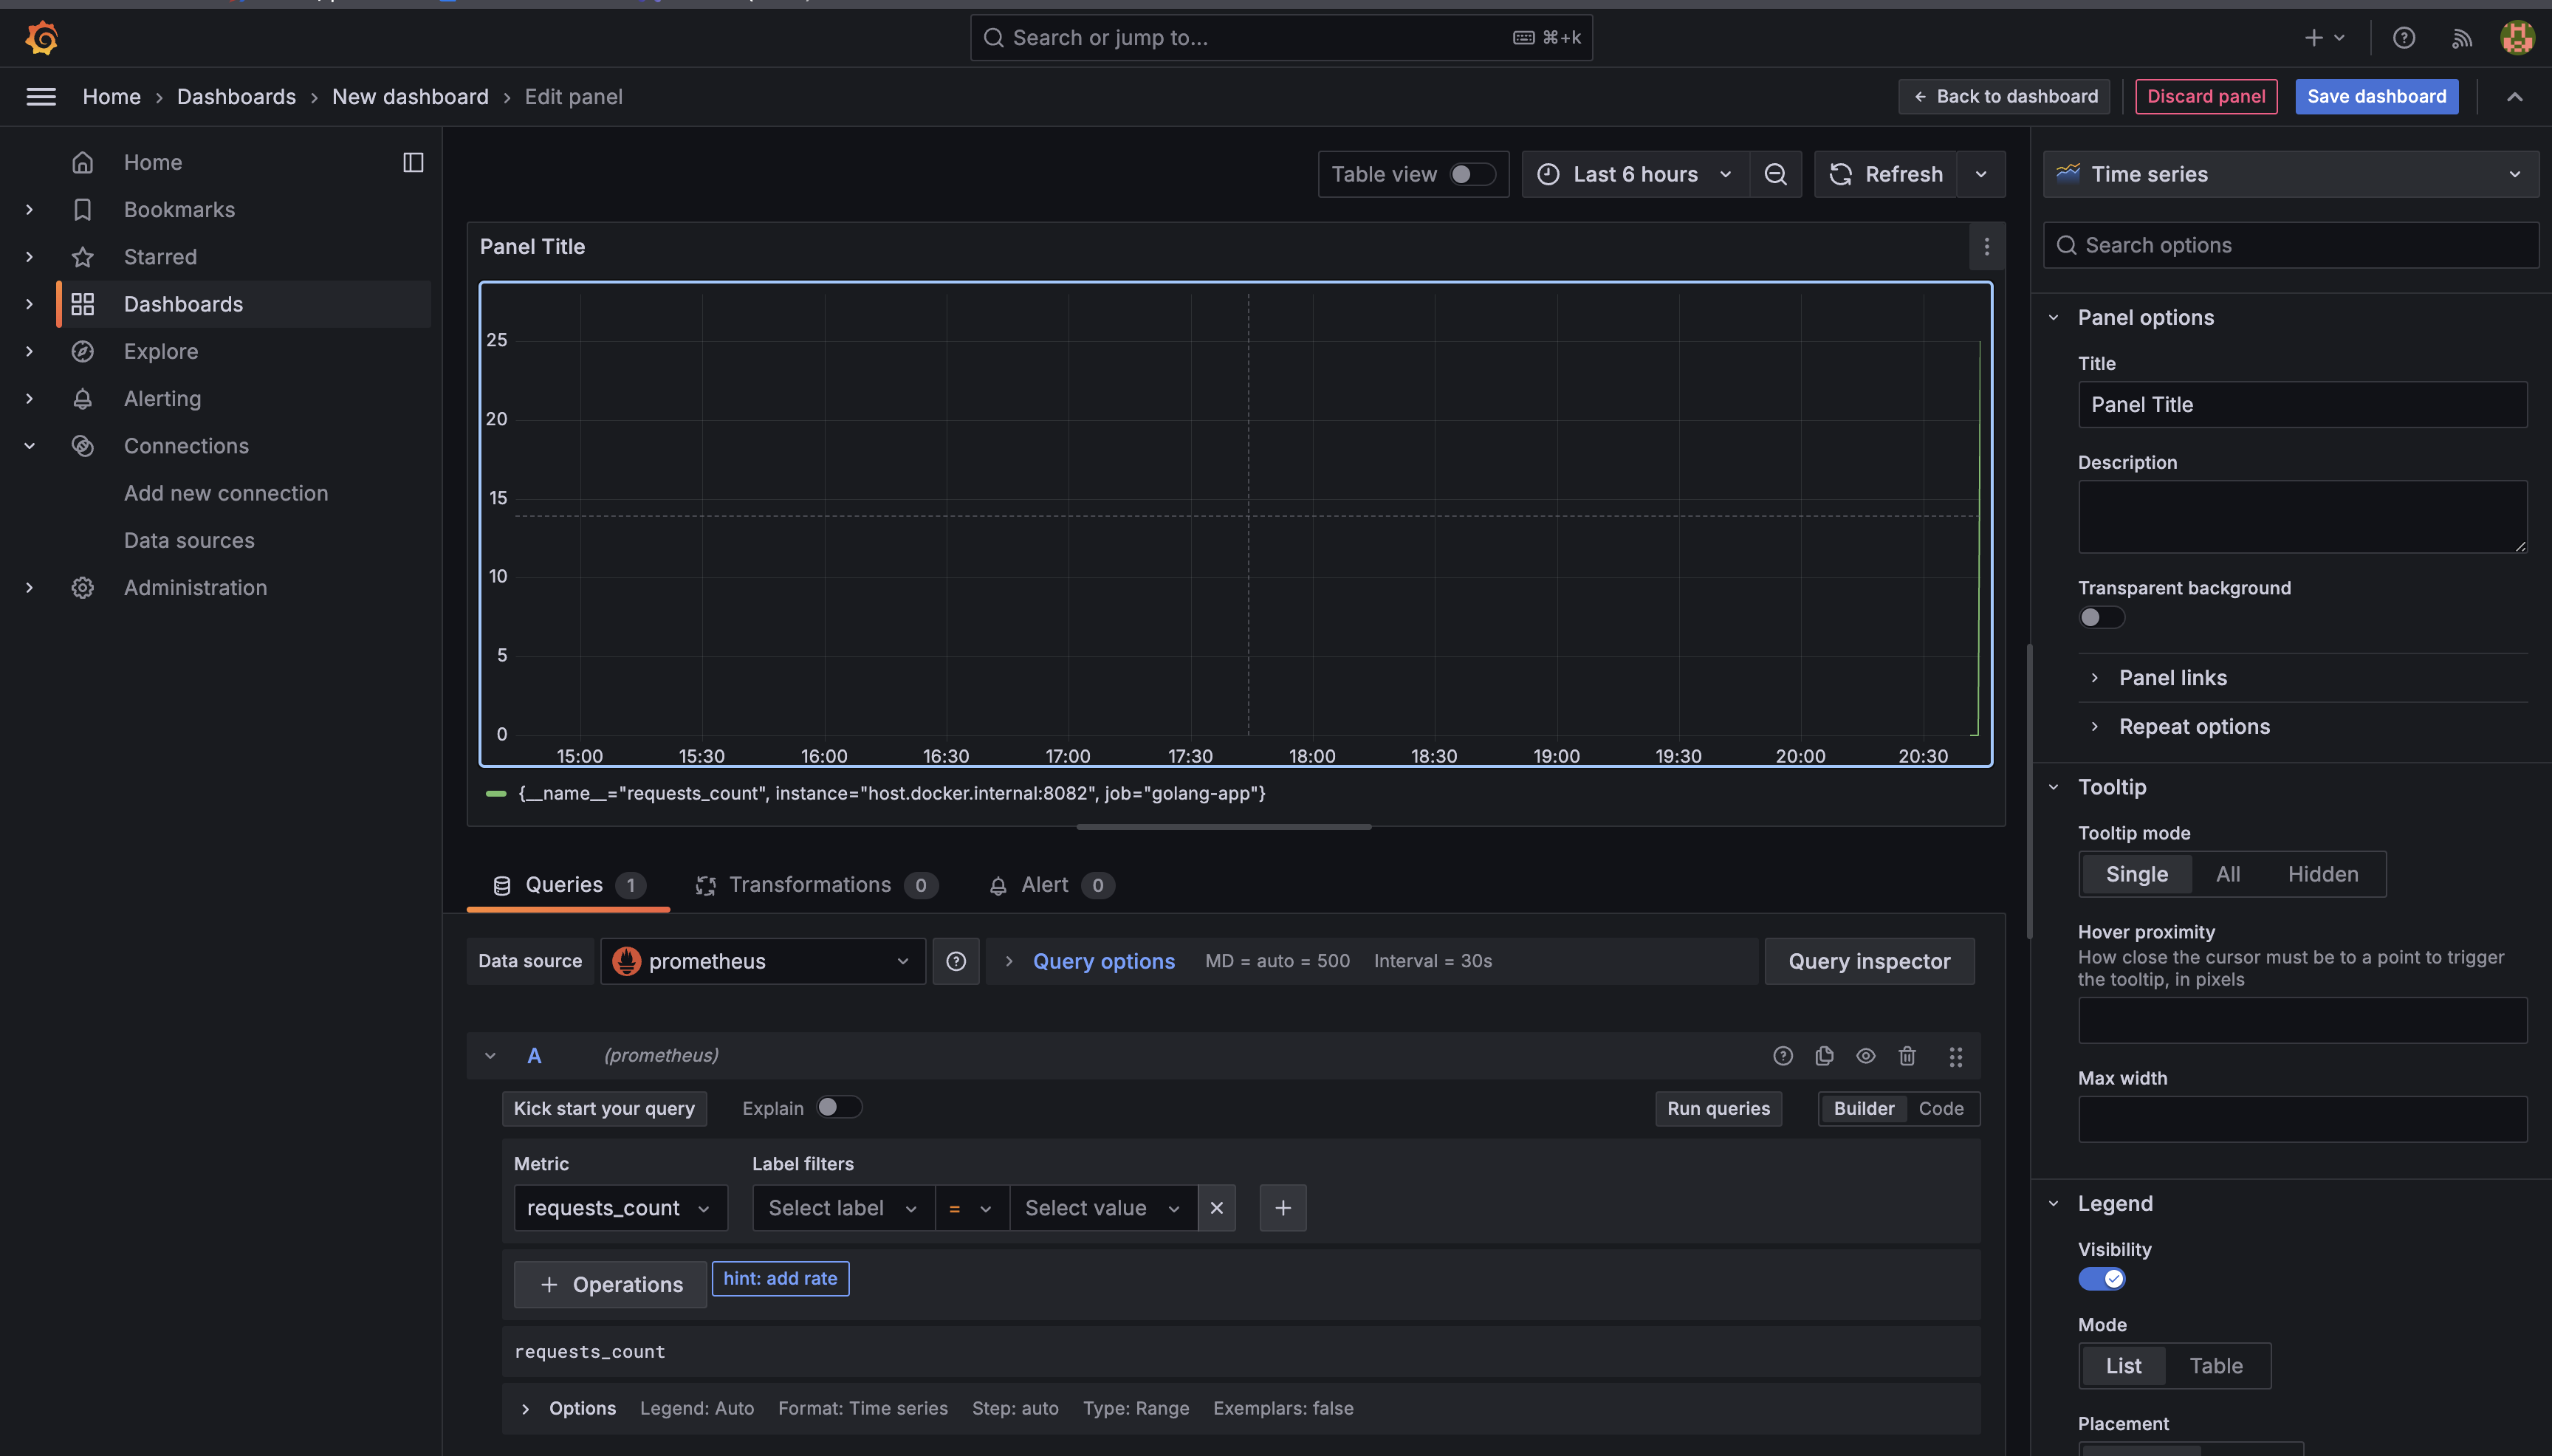 Search or jump to...
⌘+k
Home › Dashboards › New dashboard › Edit panel
← Back to dashboard
Discard panel
Save dashboard
Home
Bookmarks
Starred
Dashboards
Explore
Alerting
Connections
Add new connection
Data sources
Administration
Table view
Last 6 hours
Refresh
Panel Title
25
20
15
10
5
0
15:00 15:30 16:00 16:30 17:00 17:30 18:00 18:30 19:00 19:30 20:00 20:30
{__name__="requests_count", instance="host.docker.internal:8082", job="golang-app"}
Queries 1
Transformations 0
Alert 0
Data source
prometheus
Query options
MD = auto = 500
Interval = 30s
Query inspector
A
(prometheus)
Kick start your query
Explain
Run queries
Builder
Code
Metric
Label filters
requests_count
Select label
=
Select value
+ Operations
hint: add rate
requests_count
Options
Legend: Auto
Format: Time series
Step: auto
Type: Range
Exemplars: false
Time series
Search options
Panel options
Title
Panel Title
Description
Transparent background
Panel links
Repeat options
Tooltip
Tooltip mode
Single
All
Hidden
Hover proximity
How close the cursor must be to a point to trigger
the tooltip, in pixels
Max width
Legend
Visibility
Mode
List
Table
Placement